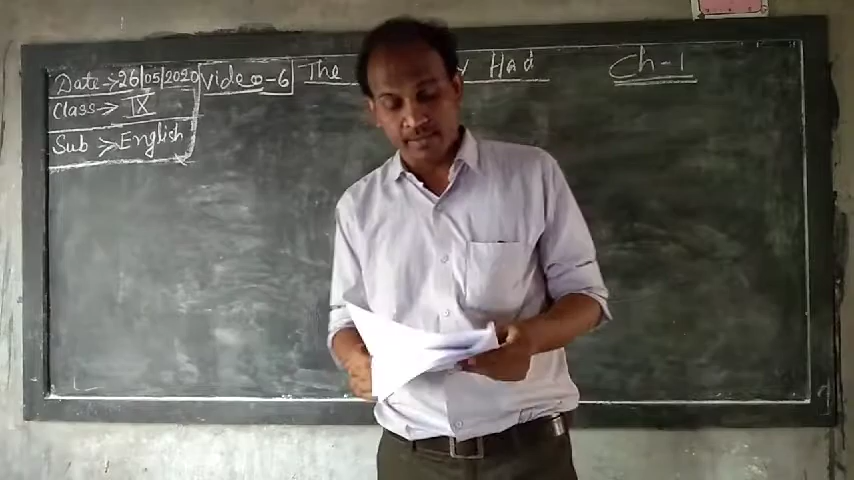 Date → 26/05/2020 Video-6 The Had Ch-1
Class → IX
Sub → English